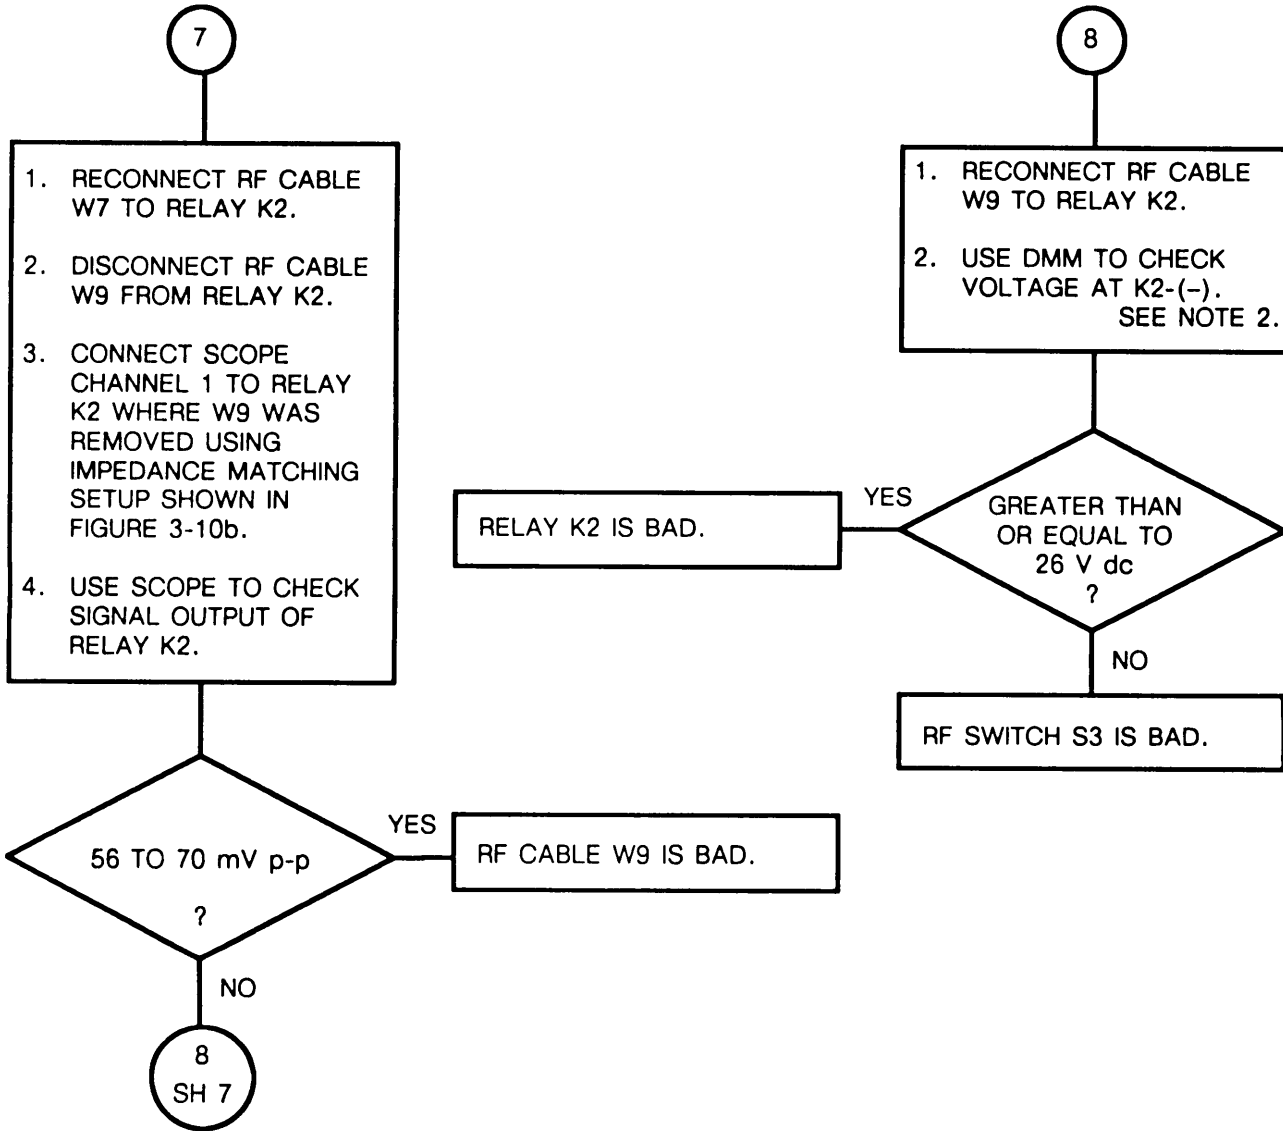 7
1. RECONNECT RF CABLE
W7 TO RELAY K2.
2. DISCONNECT RF CABLE
W9 FROM RELAY K2.
3. CONNECT SCOPE
CHANNEL 1 TO RELAY
K2 WHERE W9 WAS
REMOVED USING
IMPEDANCE MATCHING
SETUP SHOWN IN
FIGURE 3-10b.
4. USE SCOPE TO CHECK
SIGNAL OUTPUT OF
RELAY K2.
56 TO 70 mV p-p
?
YES
RF CABLE W9 IS BAD.
NO
8
SH 7
8
1. RECONNECT RF CABLE
W9 TO RELAY K2.
2. USE DMM TO CHECK
VOLTAGE AT K2-(-).
SEE NOTE 2.
GREATER THAN
OR EQUAL TO
26 V dc
?
YES
RELAY K2 IS BAD.
NO
RF SWITCH S3 IS BAD.